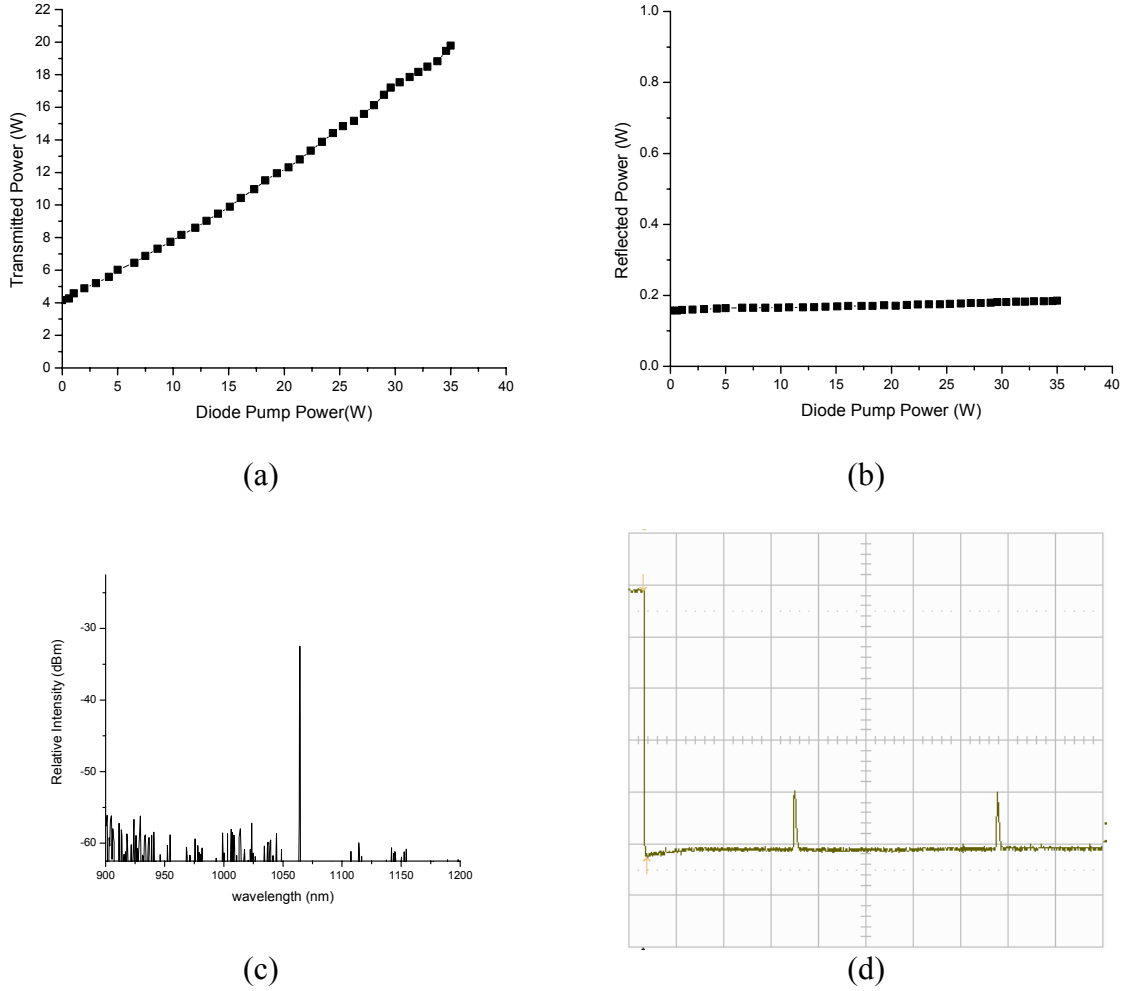 22
20
18
16
14
12
10
8
6
4
2
0
Transmitted Power (W)
0 5 10 15 20 25 30 35 40
Diode Pump Power(W)
(a)
1.0
0.8
0.6
0.4
0.2
0.0
Reflected Power (W)
0 5 10 15 20 25 30 35 40
Diode Pump Power (W)
(b)
-30
-40
-50
-60
Relative Intensity (dBm)
900 950 1000 1050 1100 1150 1200
wavelength (nm)
(c)
(d)